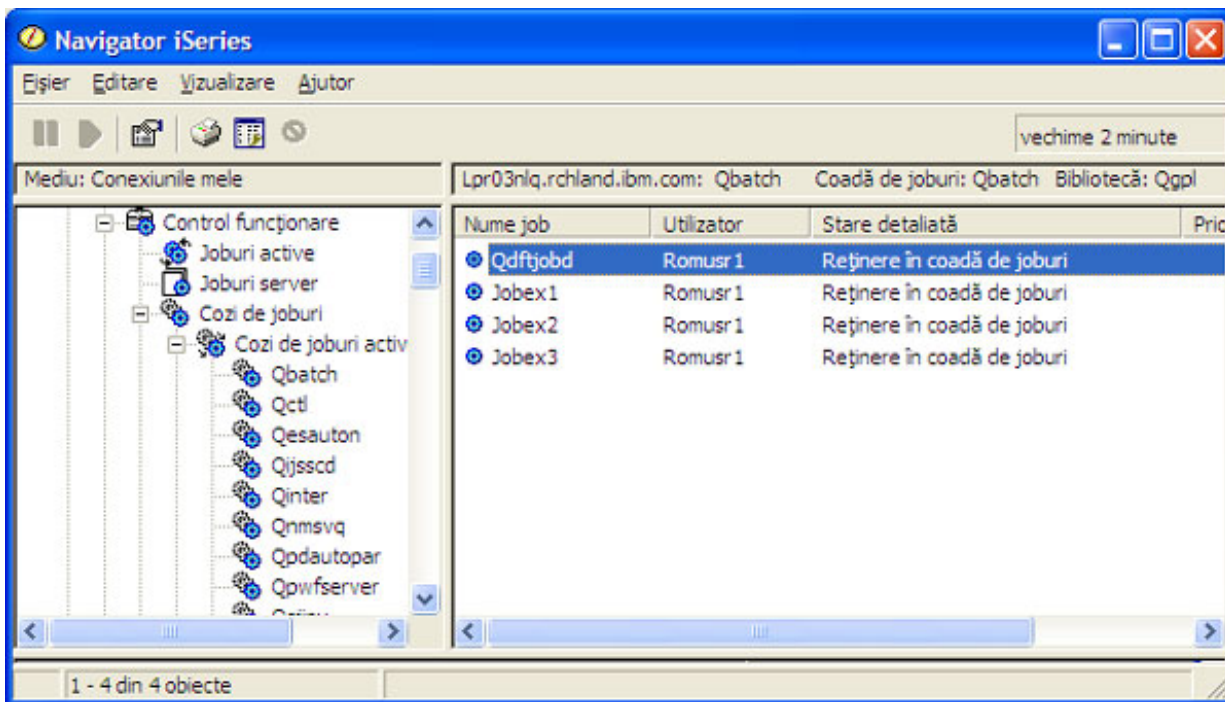 Navigator iSeries
Fişier Editare Vizualizare Ajutor
vechime 2 minute
Mediu: Conexiunile mele
Lpr03nlq.rchland.ibm.com: Qbatch Coadă de joburi: Qbatch Bibliotecă: Qgpl
Control funcţionare
Joburi active
Joburi server
Cozi de joburi
Cozi de joburi activ
Qbatch
Qctl
Qesauton
Qijsscd
Qinter
Qnmsvq
Qpdautopar
Qpwfserver
Nume job Utilizator Stare detaliată Pric
Qdftjobd Romusr1 Reţinere în coadă de joburi
Jobex1 Romusr1 Reţinere în coadă de joburi
Jobex2 Romusr1 Reţinere în coadă de joburi
Jobex3 Romusr1 Reţinere în coadă de joburi
1 - 4 din 4 obiecte